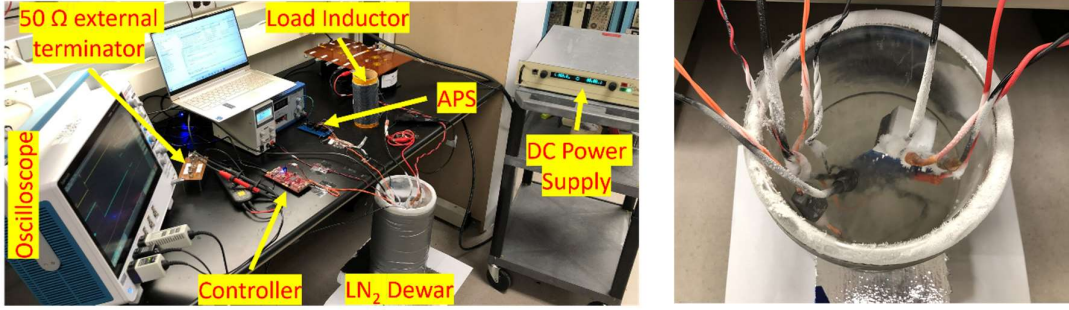 50 Ω external
terminator
Load Inductor
APS
DC Power
Supply
Oscilloscope
Controller
LN₂ Dewar